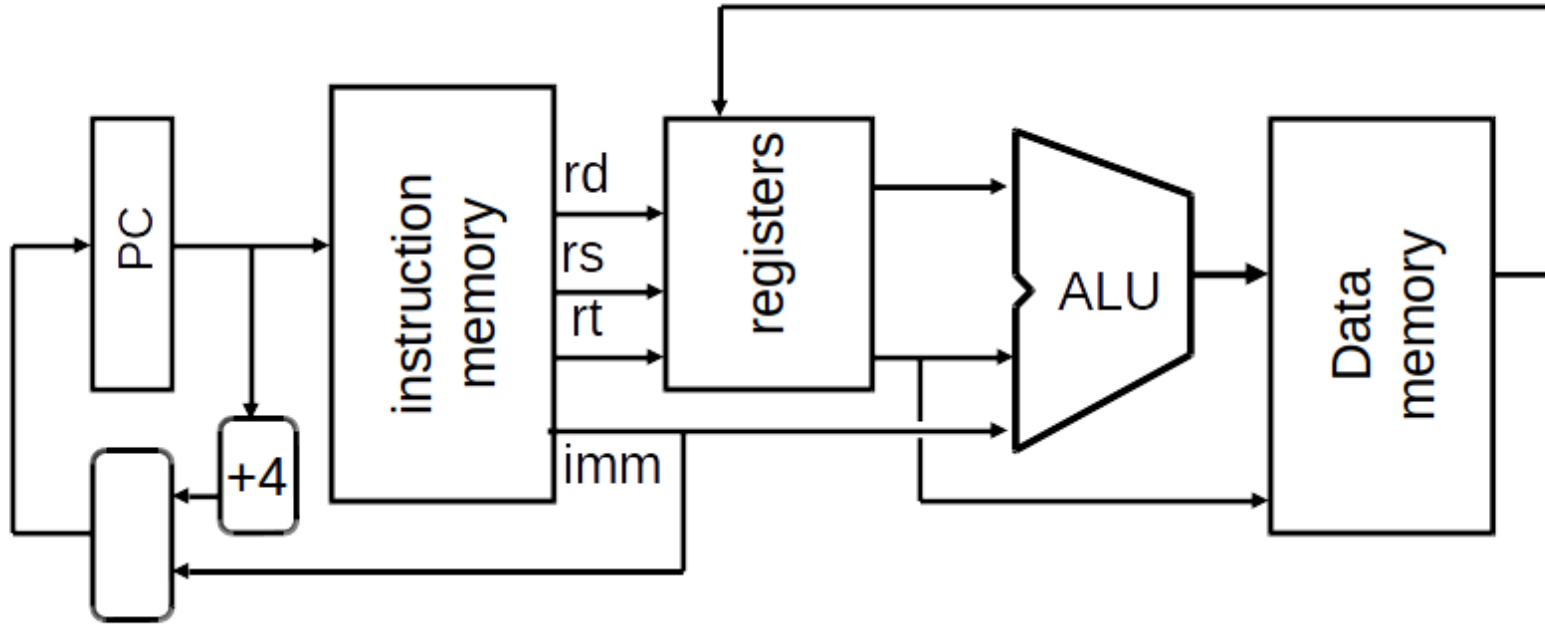 PC
+4
instruction
memory
rd
rs
rt
imm
registers
ALU
Data
memory